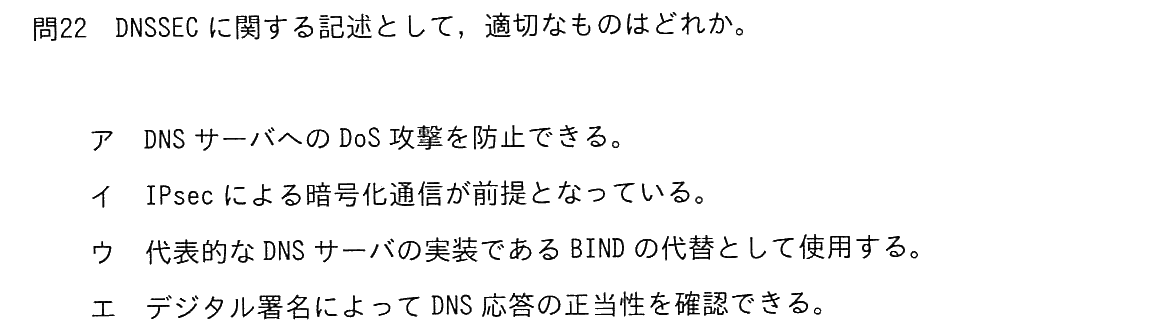 問22 DNSSEC に関する記述として，適切なものはどれか。
ア DNS サーバへの DoS 攻撃を防止できる。
イ IPsec による暗号化通信が前提となっている。
ウ 代表的な DNS サーバの実装である BIND の代替として使用する。
エ デジタル署名によって DNS 応答の正当性を確認できる。